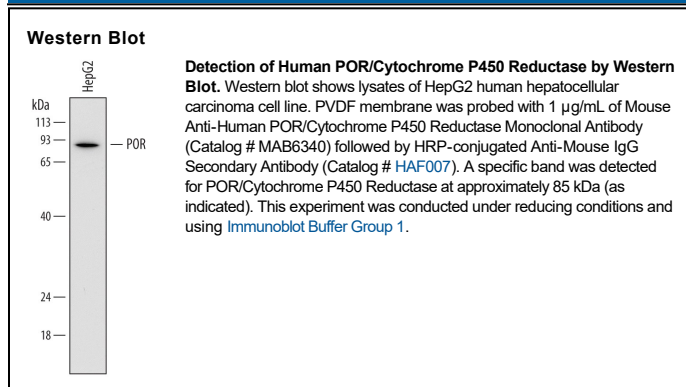 Western Blot
HepG2
kDa
113
93
65
40
24
18
POR
Detection of Human POR/Cytochrome P450 Reductase by Western
Blot. Western blot shows lysates of HepG2 human hepatocellular
carcinoma cell line. PVDF membrane was probed with 1 µg/mL of Mouse
Anti-Human POR/Cytochrome P450 Reductase Monoclonal Antibody
(Catalog # MAB6340) followed by HRP-conjugated Anti-Mouse IgG
Secondary Antibody (Catalog # HAF007). A specific band was detected
for POR/Cytochrome P450 Reductase at approximately 85 kDa (as
indicated). This experiment was conducted under reducing conditions and
using Immunoblot Buffer Group 1.